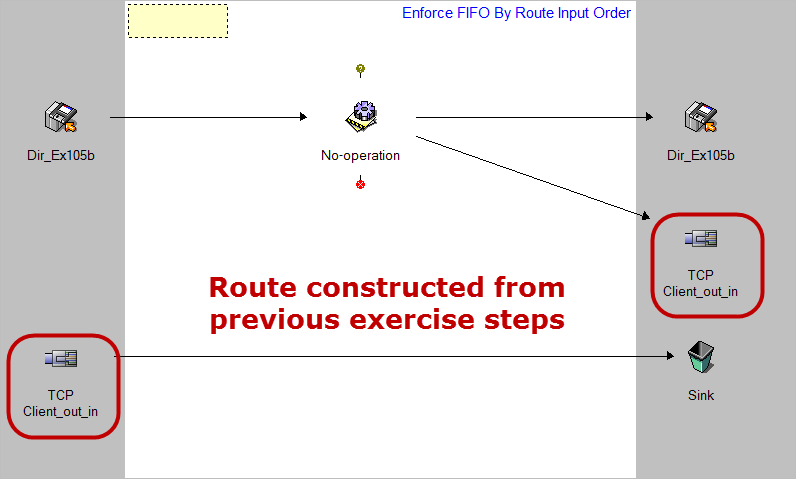 Enforce FIFO By Route Input Order
Dir_Ex105b
No-operation
Dir_Ex105b
TCP
Client_out_in
Route constructed from
previous exercise steps
TCP
Client_out_in
Sink